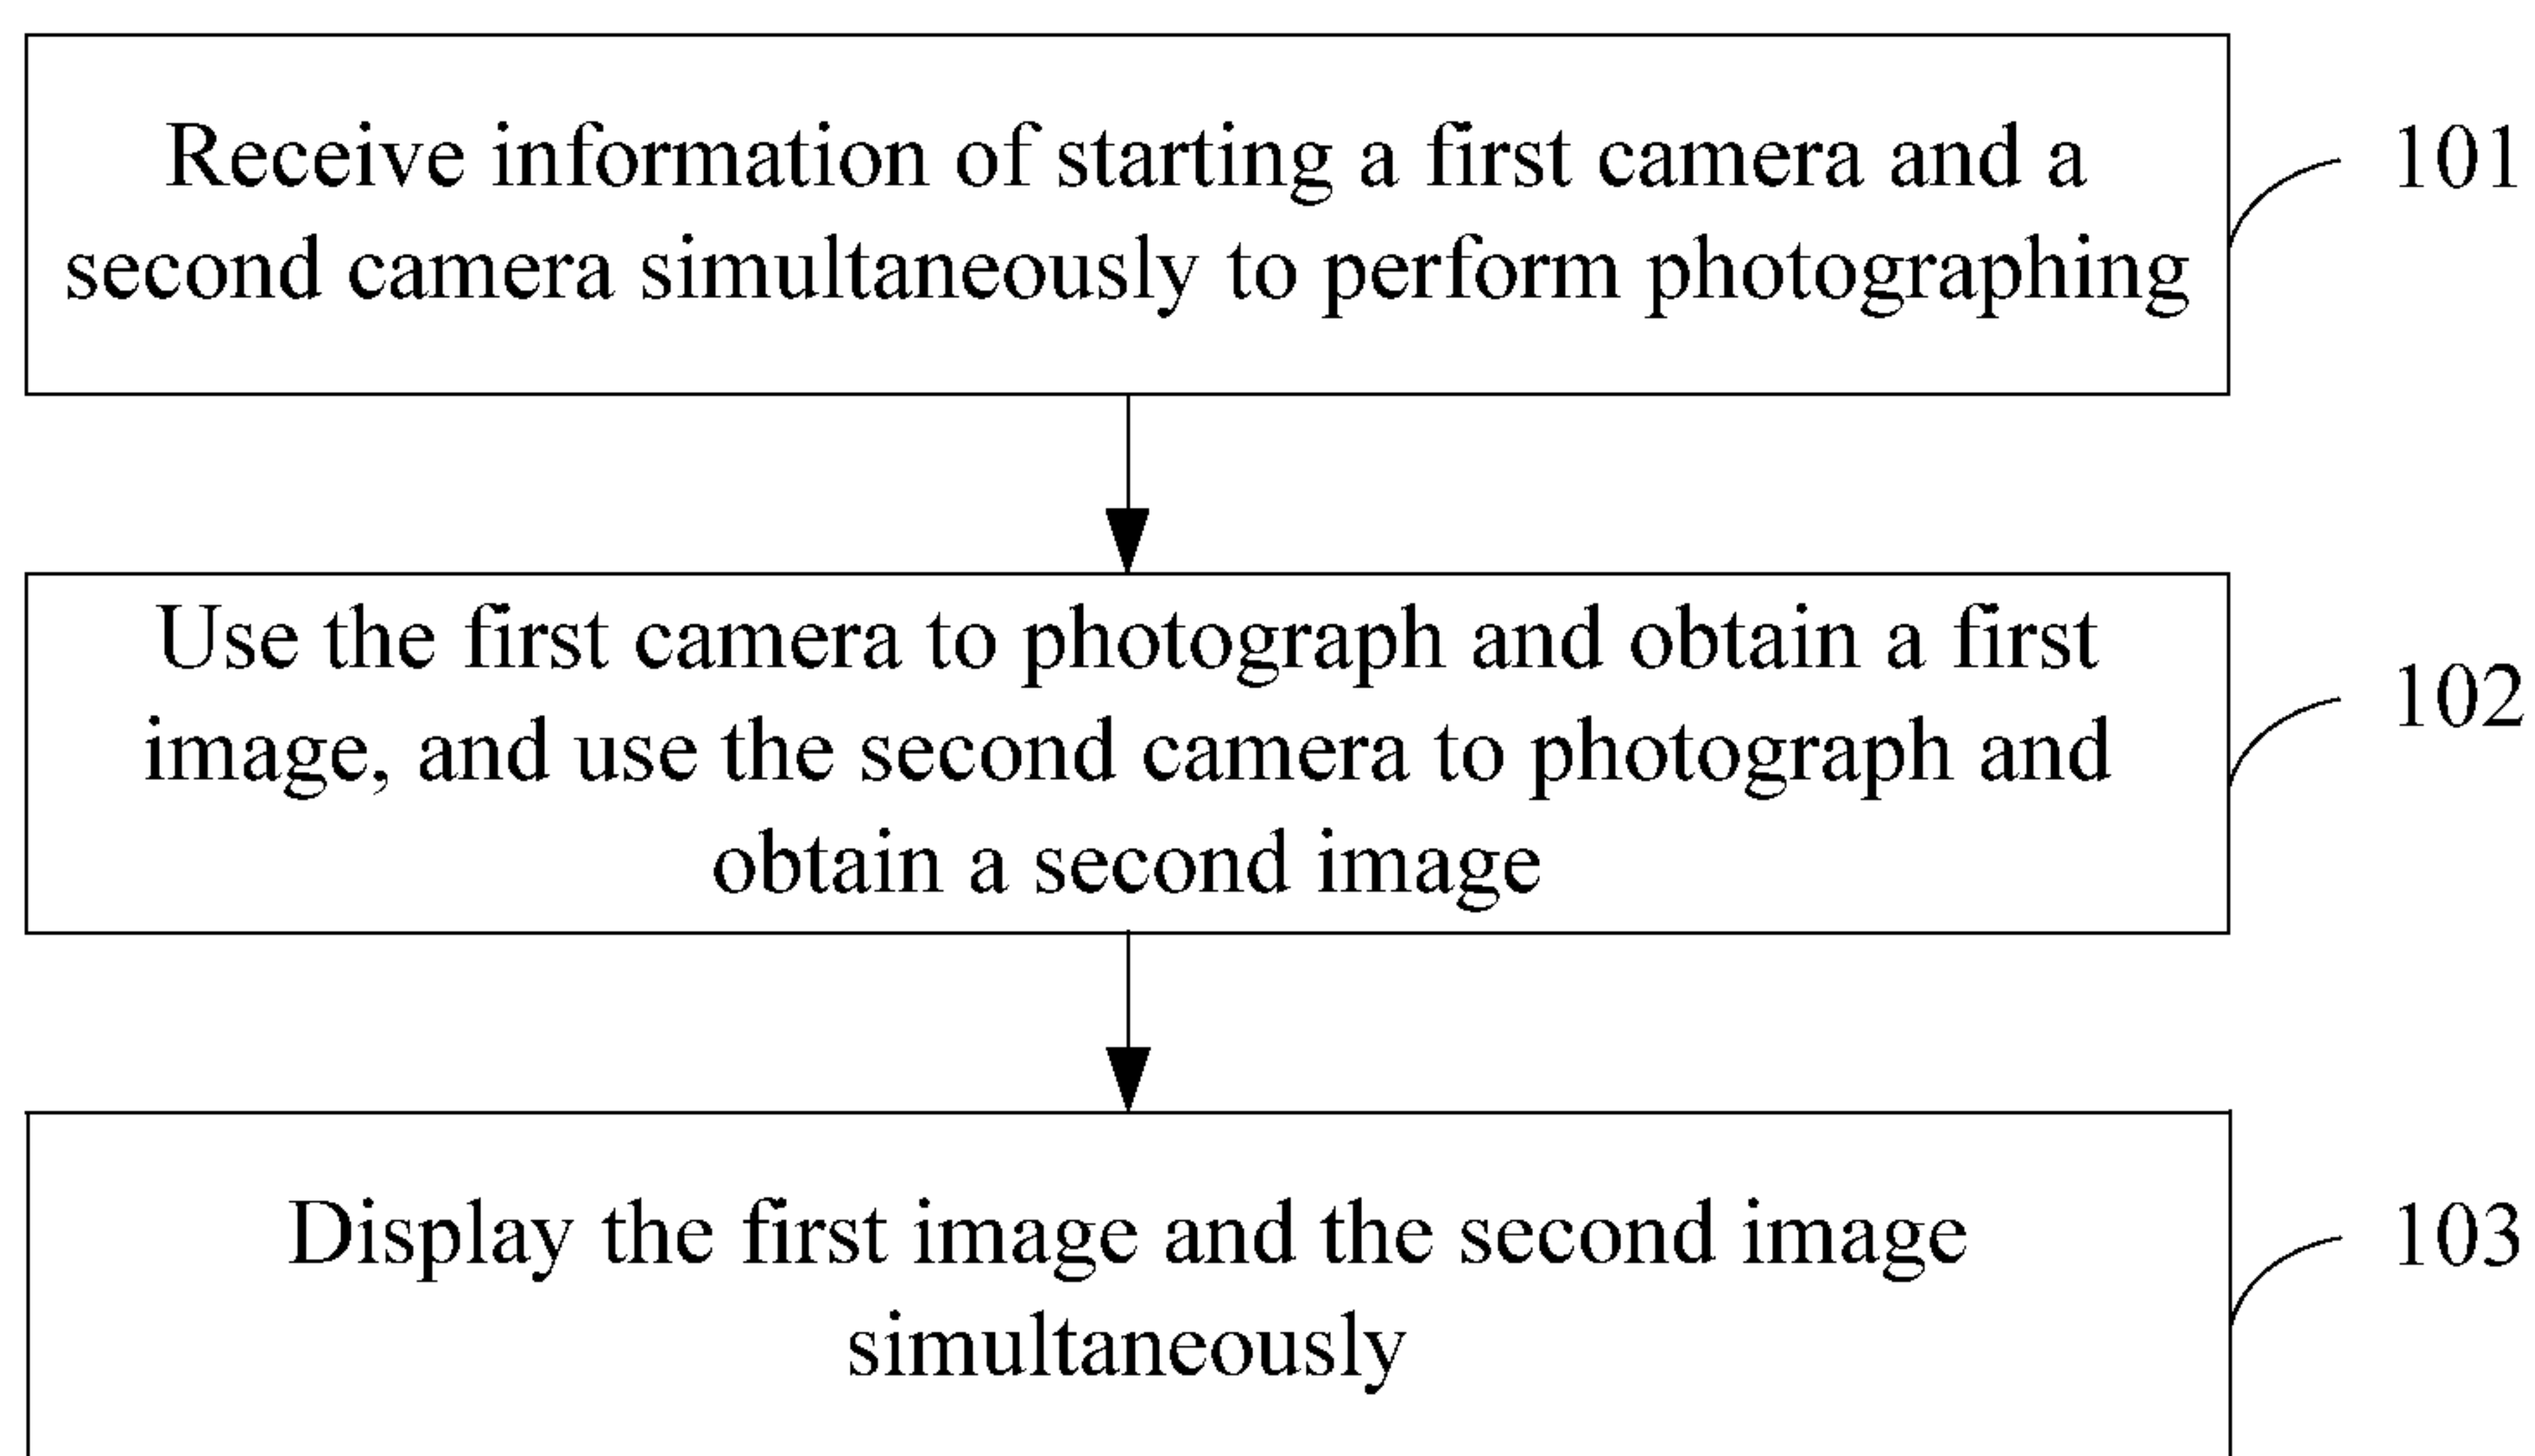 Receive information of starting a first camera and a
second camera simultaneously to perform photographing
101
Use the first camera to photograph and obtain a first
image, and use the second camera to photograph and
obtain a second image
102
Display the first image and the second image
simultaneously
103